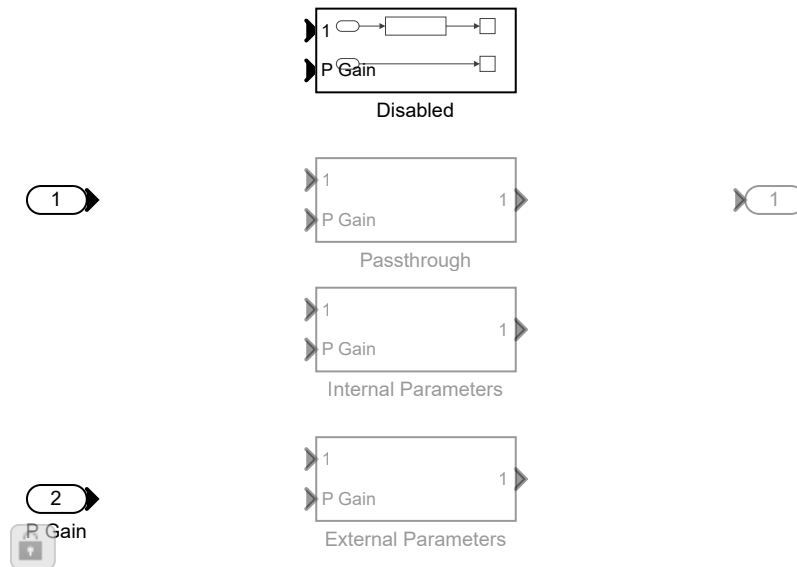 1
P Gain
Disabled
1
1
P Gain
1
1
Passthrough
1
P Gain
1
Internal Parameters
2
P Gain
1
P Gain
1
External Parameters